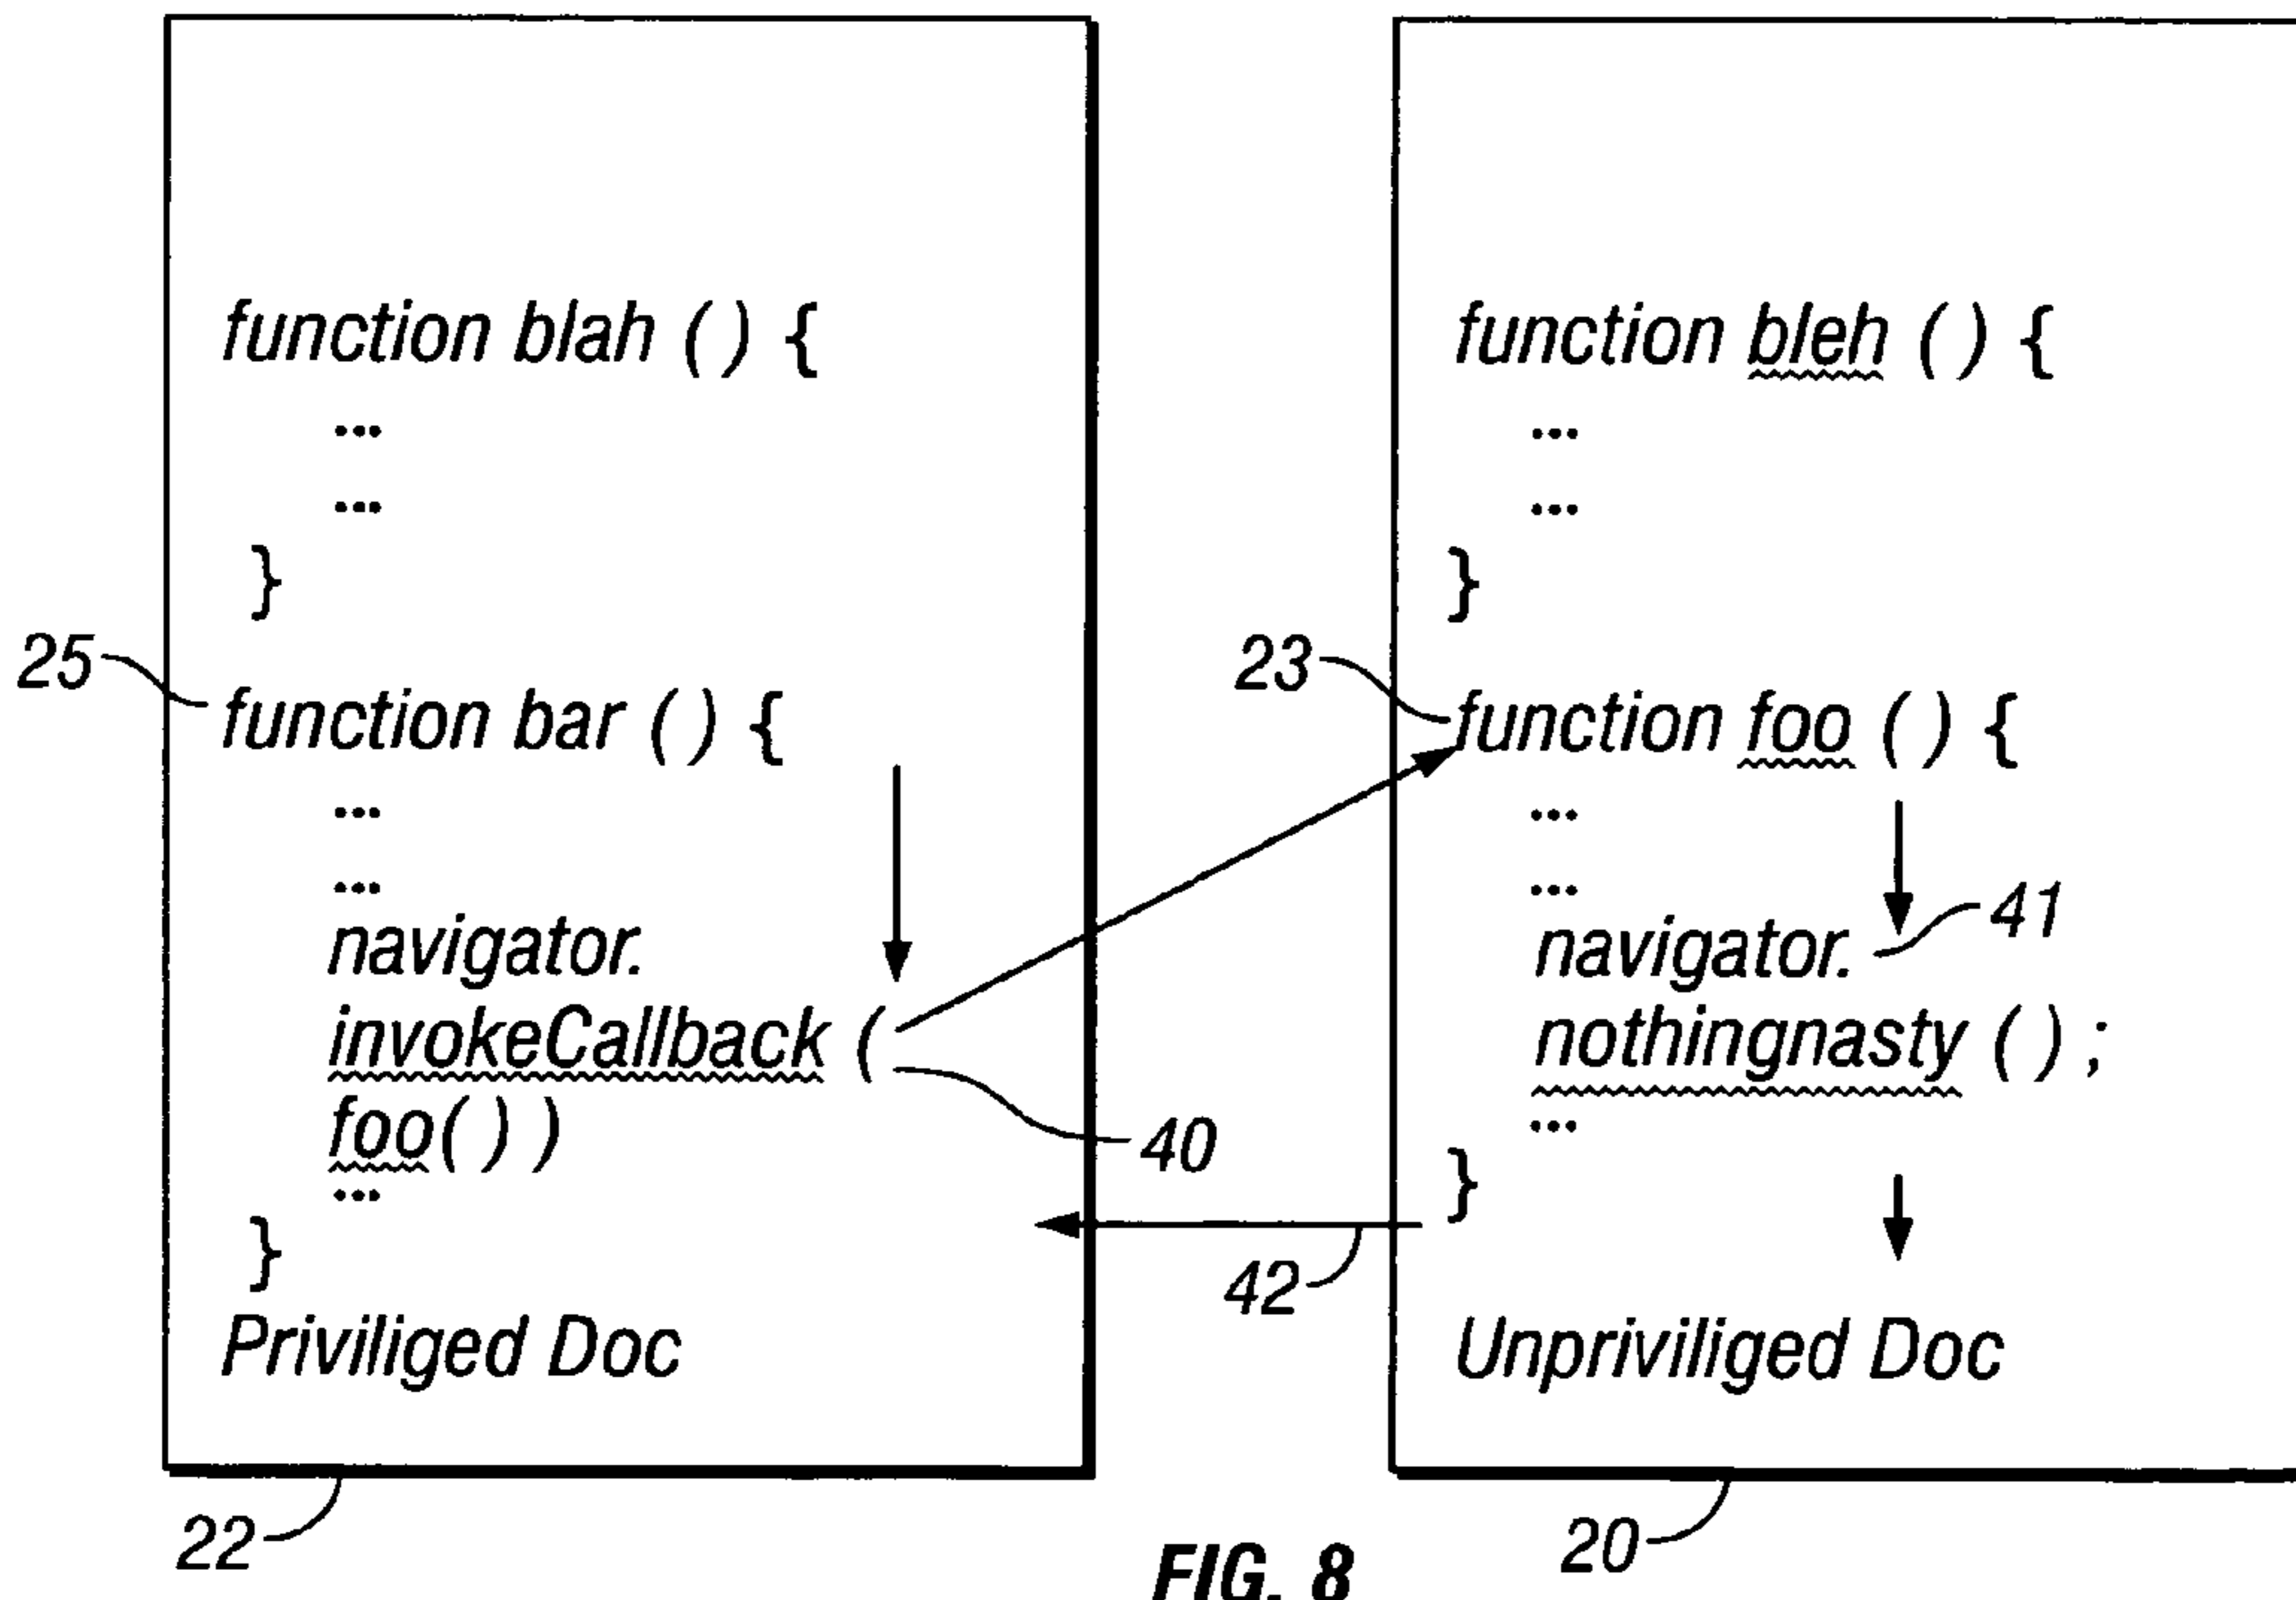 function blah ( ) {
...
...
}
25
function bar ( ) {
...
...
navigator.
invokeCallback (
foo( ) )
...
}
Priviliged Doc
22
40
42
function bleh ( ) {
...
...
}
23
function foo ( ) {
...
...
navigator.
41
nothingnasty ( ) ;
...
}
Unpriviliged Doc
20
FIG. 8